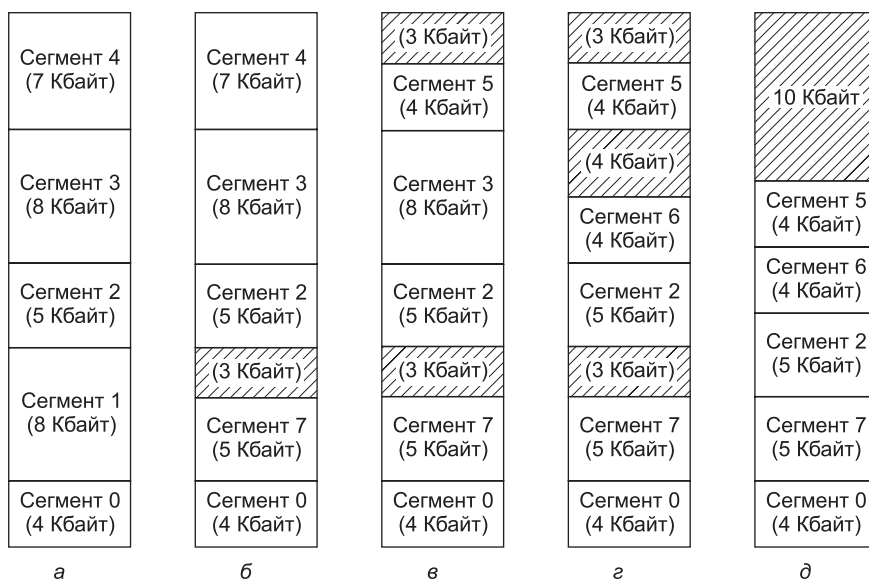 Сегмент 4
(7 Кбайт)
Сегмент 3
(8 Кбайт)
Сегмент 2
(5 Кбайт)
Сегмент 1
(8 Кбайт)
Сегмент 0
(4 Кбайт)
а
Сегмент 4
(7 Кбайт)
Сегмент 3
(8 Кбайт)
Сегмент 2
(5 Кбайт)
(3 Кбайт)
Сегмент 7
(5 Кбайт)
Сегмент 0
(4 Кбайт)
б
(3 Кбайт)
Сегмент 5
(4 Кбайт)
Сегмент 3
(8 Кбайт)
Сегмент 2
(5 Кбайт)
(3 Кбайт)
Сегмент 7
(5 Кбайт)
Сегмент 0
(4 Кбайт)
в
(3 Кбайт)
Сегмент 5
(4 Кбайт)
(4 Кбайт)
Сегмент 6
(4 Кбайт)
Сегмент 2
(5 Кбайт)
(3 Кбайт)
Сегмент 7
(5 Кбайт)
Сегмент 0
(4 Кбайт)
г
10 Кбайт
Сегмент 5
(4 Кбайт)
Сегмент 6
(4 Кбайт)
Сегмент 2
(5 Кбайт)
Сегмент 7
(5 Кбайт)
Сегмент 0
(4 Кбайт)
д